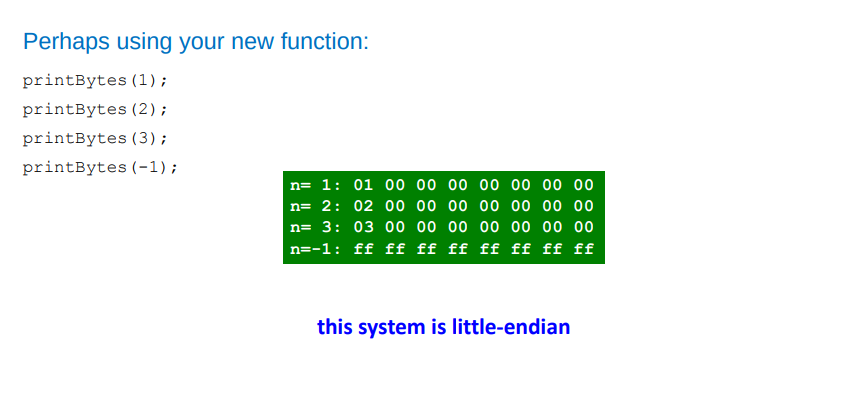 Perhaps using your new function:
printBytes(1);
printBytes(2);
printBytes(3);
printBytes(-1);
n= 1: 01 00 00 00 00 00 00 00
n= 2: 02 00 00 00 00 00 00 00
n= 3: 03 00 00 00 00 00 00 00
n=-1: ff ff ff ff ff ff ff ff
this system is little-endian